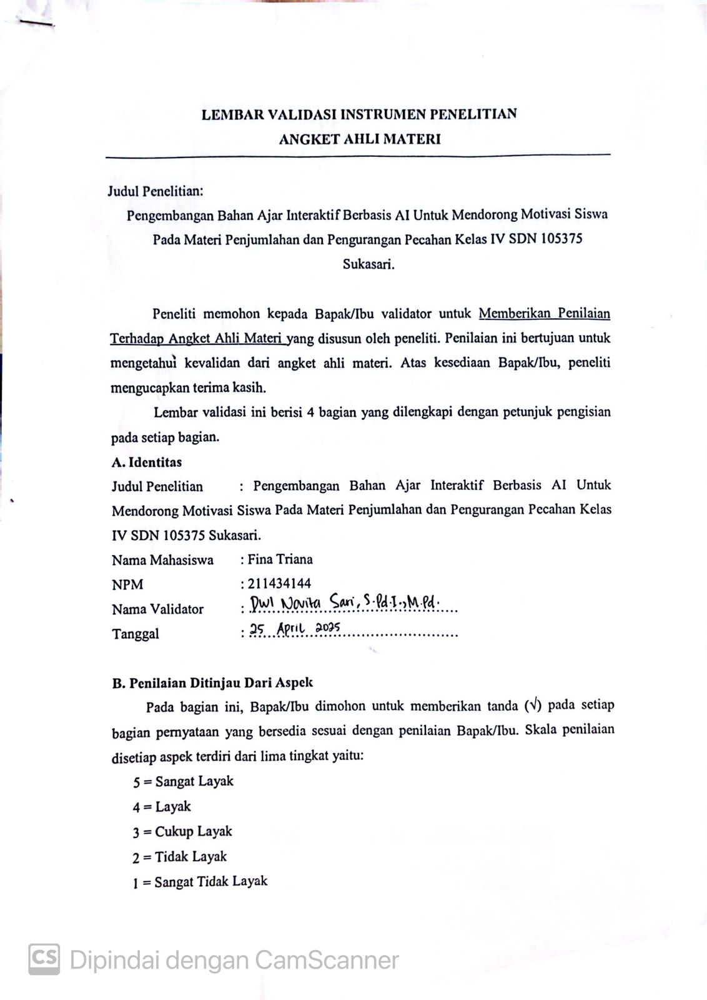 LEMBAR VALIDASI INSTRUMEN PENELITIAN
ANGKET AHLI MATERI
Judul Penelitian:
Pengembangan Bahan Ajar Interaktif Berbasis AI Untuk Mendorong Motivasi Siswa
Pada Materi Penjumlahan dan Pengurangan Pecahan Kelas IV SDN 105375
Sukasari.
Peneliti memohon kepada Bapak/Ibu validator untuk Memberikan Penilaian
Terhadap Angket Ahli Materi yang disusun oleh peneliti. Penilaian ini bertujuan untuk
mengetahui kevalidan dari angket ahli materi. Atas kesediaan Bapak/Ibu, peneliti
mengucapkan terima kasih.
Lembar validasi ini berisi 4 bagian yang dilengkapi dengan petunjuk pengisian
pada setiap bagian.
A. Identitas
Judul Penelitian : Pengembangan Bahan Ajar Interaktif Berbasis AI Untuk
Mendorong Motivasi Siswa Pada Materi Penjumlahan dan Pengurangan Pecahan Kelas
IV SDN 105375 Sukasari.
Nama Mahasiswa : Fina Triana
NPM : 211434144
Nama Validator : Dwi Novita Sari, S.Pd.I., M.Pd.
Tanggal : 25 April 2025
B. Penilaian Ditinjau Dari Aspek
Pada bagian ini, Bapak/Ibu dimohon untuk memberikan tanda (√) pada setiap
bagian pernyataan yang bersedia sesuai dengan penilaian Bapak/Ibu. Skala penilaian
disetiap aspek terdiri dari lima tingkat yaitu:
5 = Sangat Layak
4 = Layak
3 = Cukup Layak
2 = Tidak Layak
1 = Sangat Tidak Layak
CS Dipindai dengan CamScanner